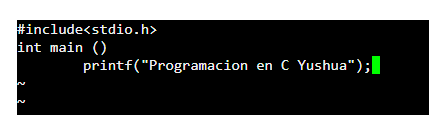 #include<stdio.h>
int main ()
        printf("Programacion en C Yushua");
~
~